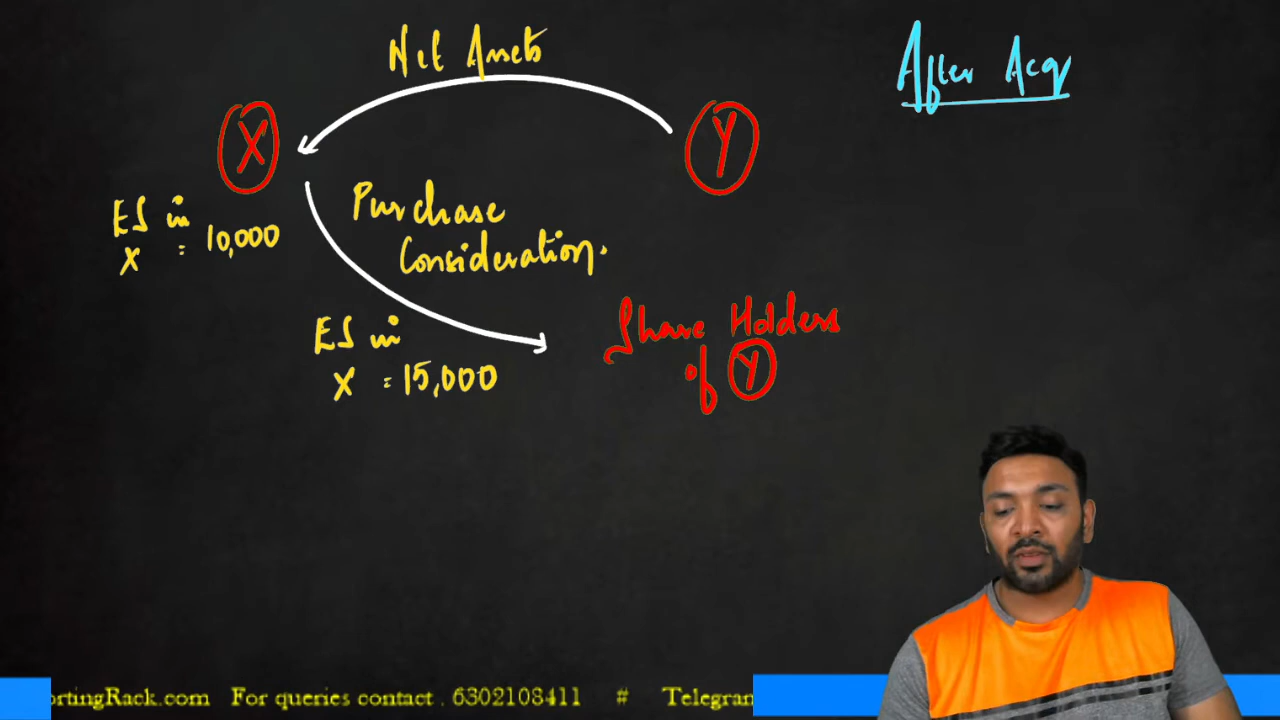 Net Assets
After Acq
X
Y
ES in
X = 10,000
Purchase
Consideration.
ES in
X = 15,000
Share Holders
of Y
ortingRack.com For queries contact . 6302108411 # Telegran